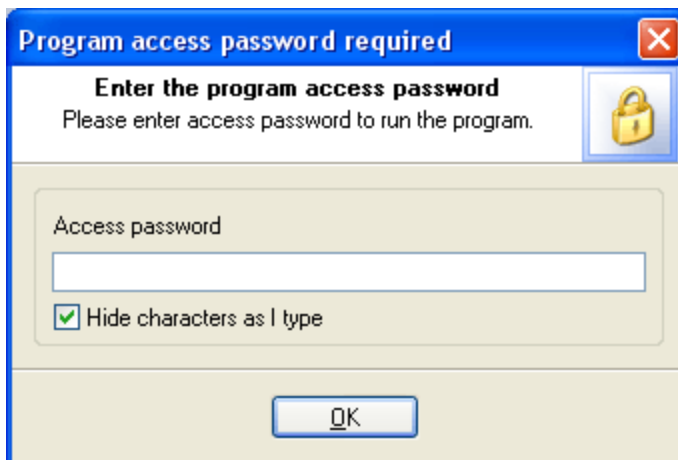 Program access password required
Enter the program access password
Please enter access password to run the program.
Access password
Hide characters as I type
OK